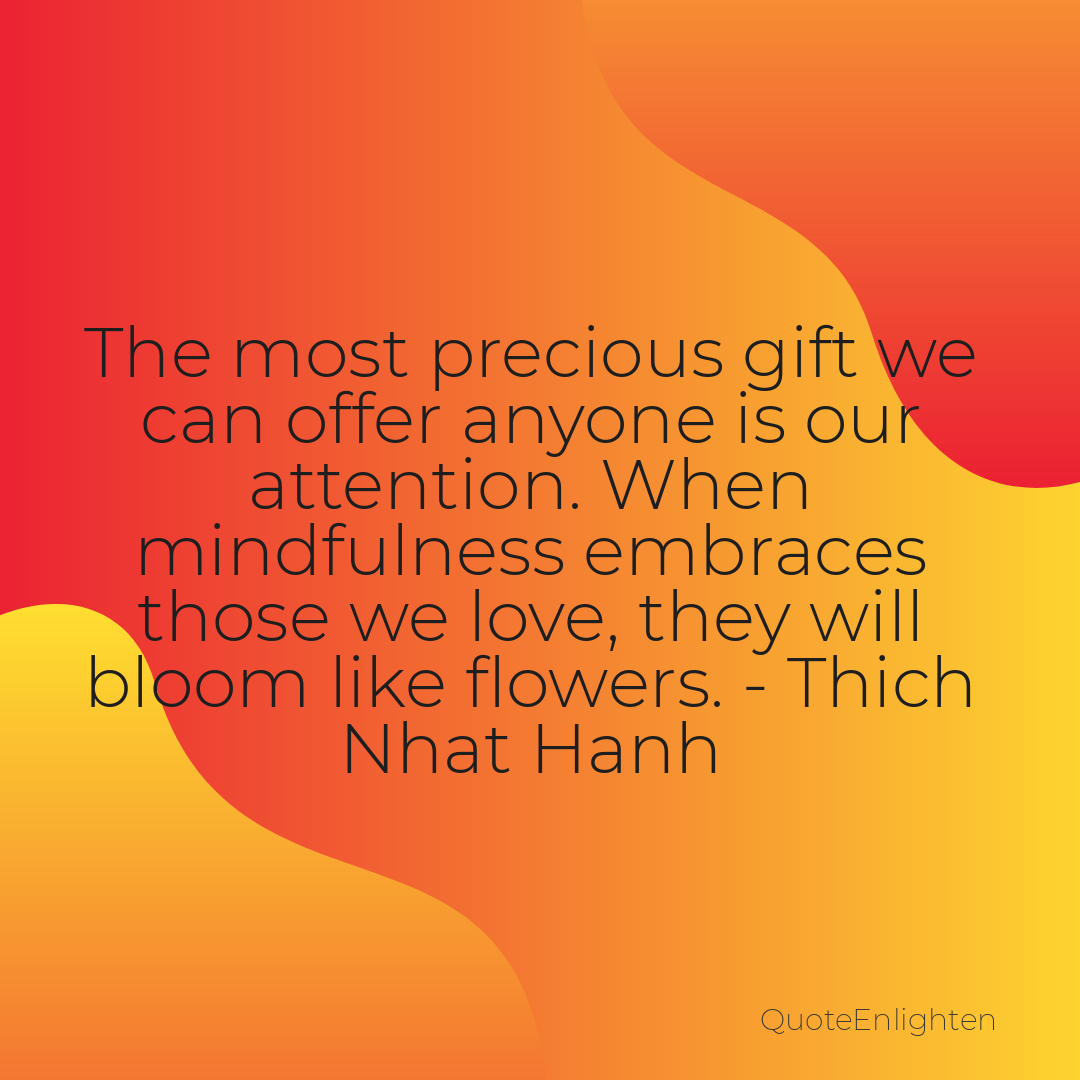 The most precious gift we
can offer anyone is our
attention. When
mindfulness embraces
those we love, they will
bloom like flowers. - Thich
Nhat Hanh
QuoteEnlighten